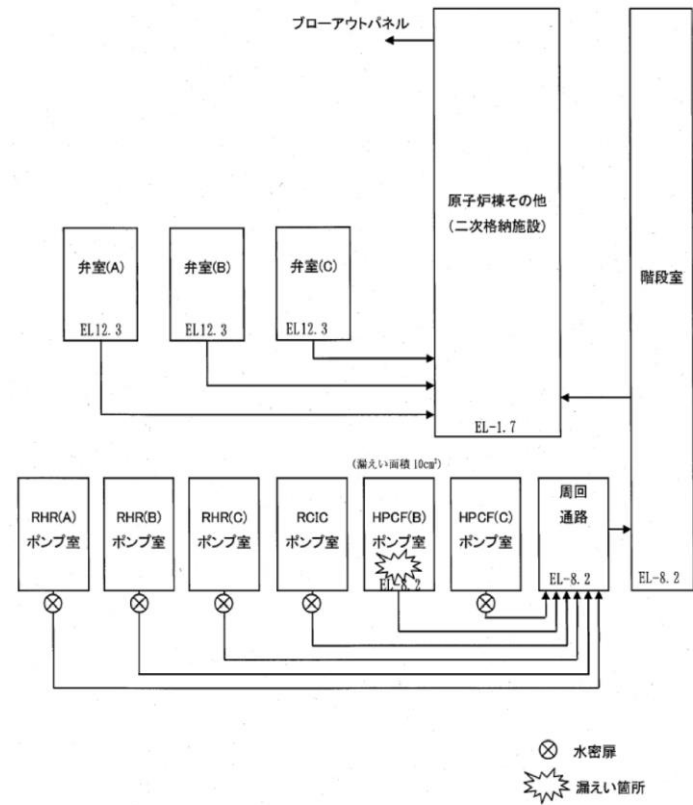 ブローアウトパネル
原子炉棟その他
(二次格納施設)
階段室
弁室(A)
弁室(B)
弁室(C)
EL12.3
EL12.3
EL12.3
EL-1.7
(漏えい面積 10cm²)
RHR(A)
ポンプ室
RHR(B)
ポンプ室
RHR(C)
ポンプ室
RCIC
ポンプ室
HPCF(B)
ポンプ室
EL-8.2
HPCF(C)
ポンプ室
周回
通路
EL-8.2
EL-8.2
水密扉
漏えい箇所